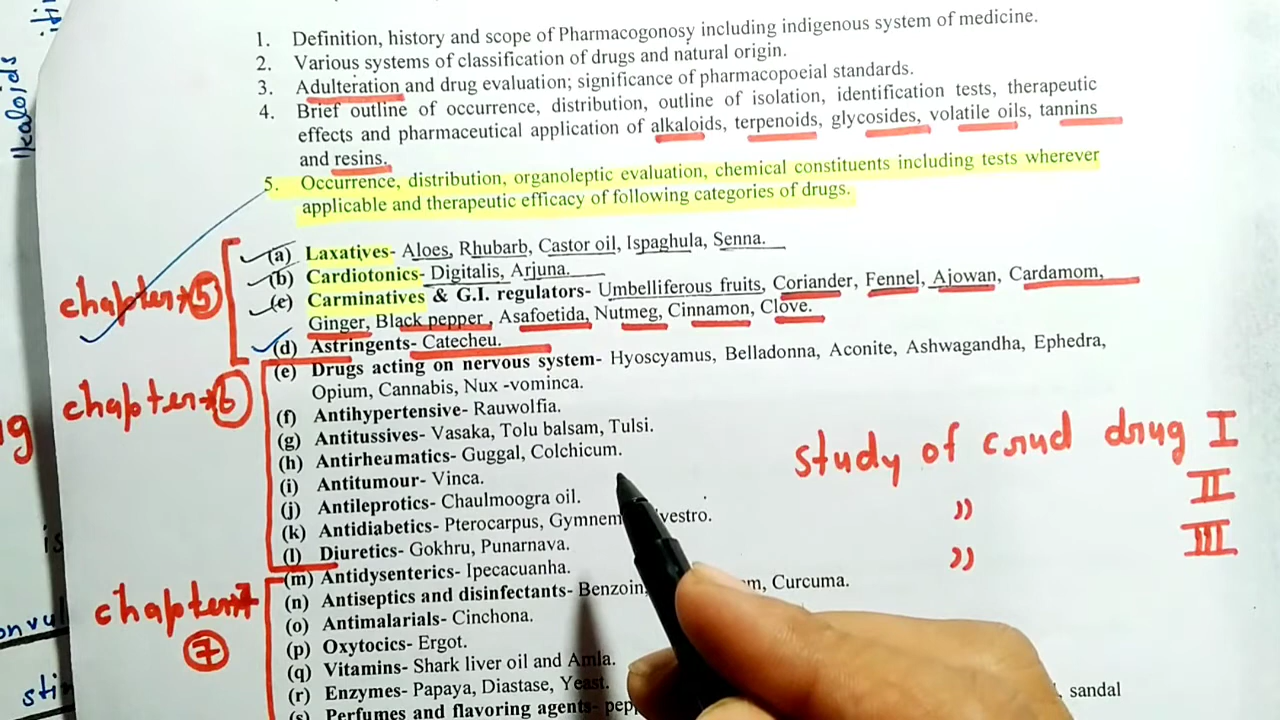 1. Definition, history and scope of Pharmacogonosy including indigenous system of medicine.
2. Various systems of classification of drugs and natural origin.
3. Adulteration and drug evaluation; significance of pharmacopoeial standards.
4. Brief outline of occurrence, distribution, outline of isolation, identification tests, therapeutic
effects and pharmaceutical application of alkaloids, terpenoids, glycosides, volatile oils, tannins
and resins.
5. Occurrence, distribution, organoleptic evaluation, chemical constituents including tests wherever
applicable and therapeutic efficacy of following categories of drugs.
(a) Laxatives- Aloes, Rhubarb, Castor oil, Ispaghula, Senna.
(b) Cardiotonics- Digitalis, Arjuna.
(c) Carminatives & G.I. regulators- Umbelliferous fruits, Coriander, Fennel, Ajowan, Cardamom,
Ginger, Black pepper, Asafoetida, Nutmeg, Cinnamon, Clove.
(d) Astringents- Catecheu.
(e) Drugs acting on nervous system- Hyoscyamus, Belladonna, Aconite, Ashwagandha, Ephedra,
Opium, Cannabis, Nux -vominca.
(f) Antihypertensive- Rauwolfia.
(g) Antitussives- Vasaka, Tolu balsam, Tulsi.
(h) Antirheumatics- Guggal, Colchicum.
(i) Antitumour- Vinca.
(j) Antileprotics- Chaulmoogra oil.
(k) Antidiabetics- Pterocarpus,
(l) Diuretics- Gokhru, Punarnava.
(m) Antidysenterics- Ipecacuanha.
(n) Antiseptics and disinfectants- Benzoin, Curcuma.
(o) Antimalarials- Cinchona.
(p) Oxytocics- Ergot.
(q) Vitamins- Shark liver oil and Amla.
(r) Enzymes- Papaya, Diastase, Yeast.
(s) Perfumes and flavoring agents- sandal
chapter → 5
chapter → 6
chapter → 7
7
study of crud drug I
" II
" III